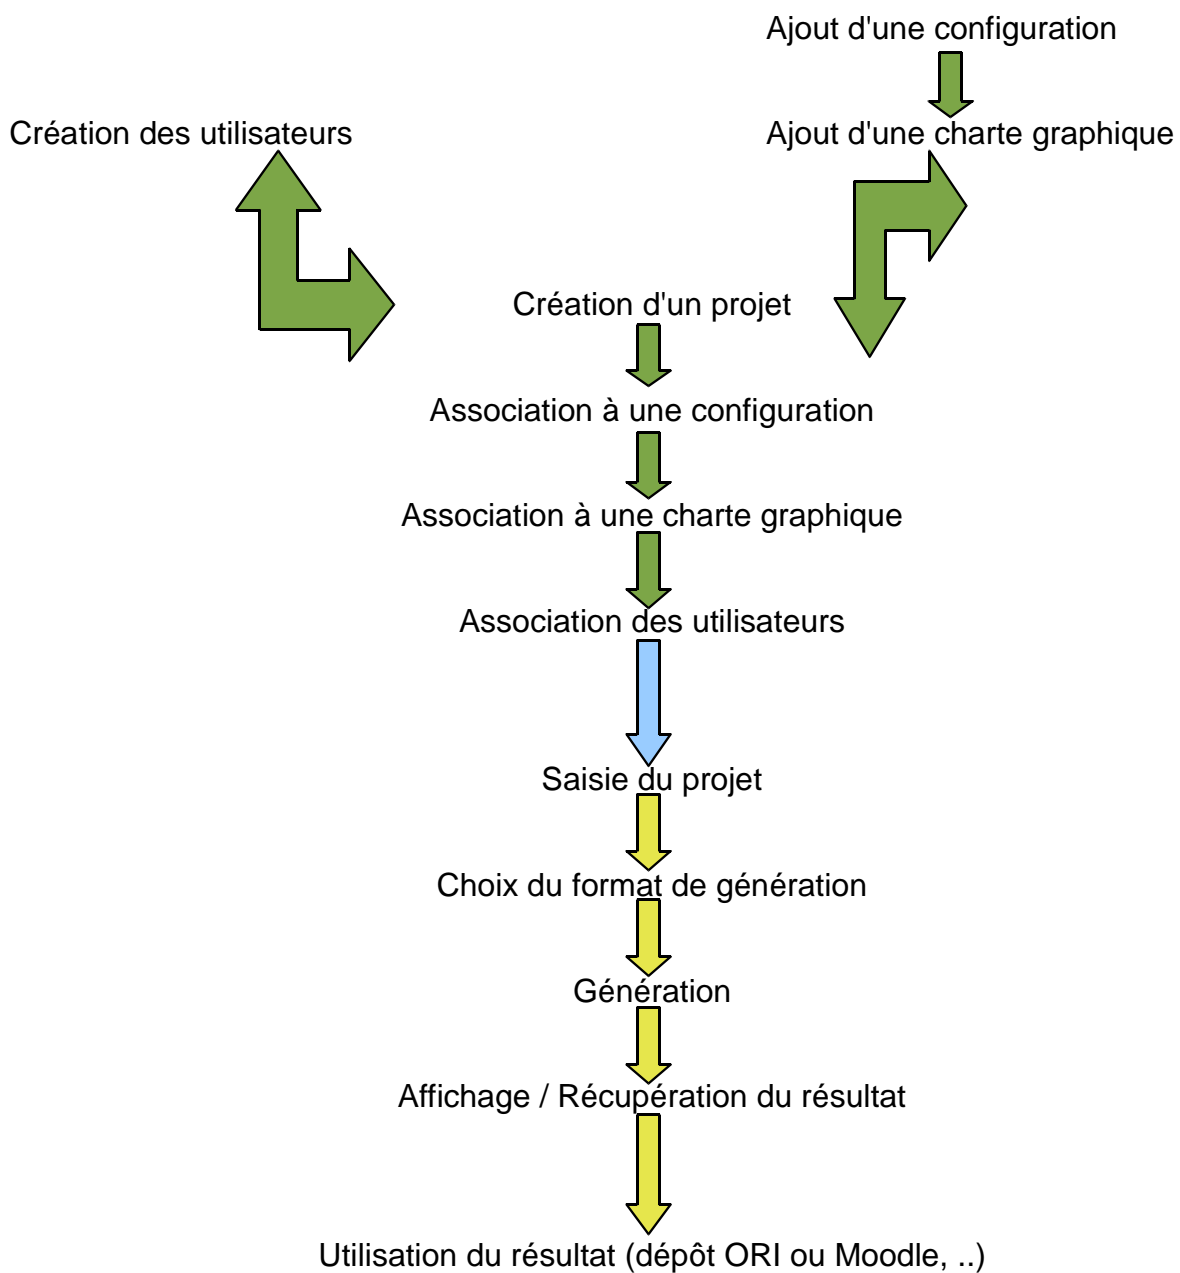 Ajout d'une configuration
Création des utilisateurs
Ajout d'une charte graphique
Création d'un projet
Association à une configuration
Association à une charte graphique
Association des utilisateurs
Saisie du projet
Choix du format de génération
Génération
Affichage / Récupération du résultat
Utilisation du résultat (dépôt ORI ou Moodle, ..)